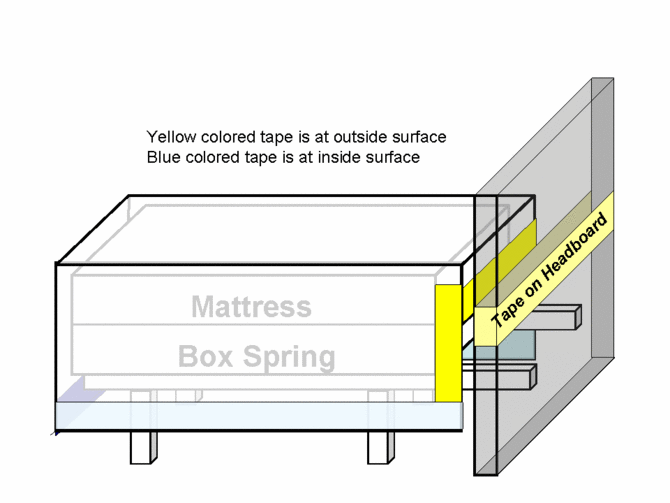 Yellow colored tape is at outside surface
Blue colored tape is at inside surface
Tape on Headboard
Mattress
Box Spring